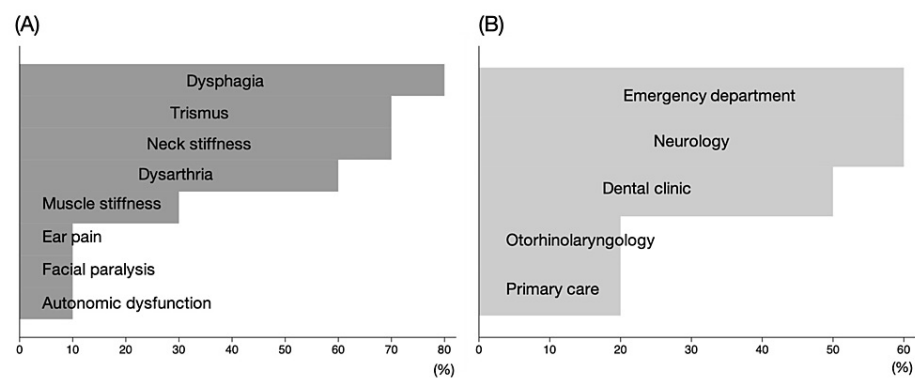 (A)
Dysphagia
Trismus
Neck stiffness
Dysarthria
Muscle stiffness
Ear pain
Facial paralysis
Autonomic dysfunction
0 10 20 30 40 50 60 70 80
(%)
(B)
Emergency department
Neurology
Dental clinic
Otorhinolaryngology
Primary care
0 10 20 30 40 50 60
(%)